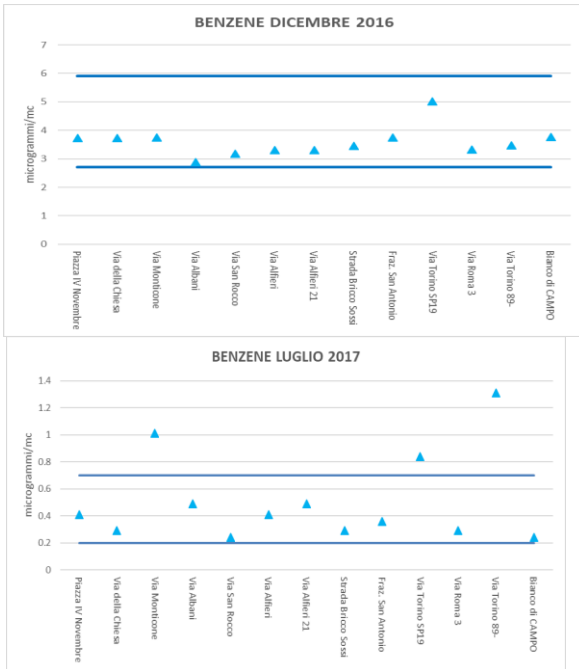 BENZENE DICEMBRE 2016
microgrammi/mc
7
6
5
4
3
2
1
0
Piazza IV Novembre
Via della Chiesa
Via Monticone
Via Albani
Via San Rocco
Via Alfieri
Via Alfieri 21
Strada Bricco Sossi
Fraz. San Antonio
Via Torino SP19
Via Roma 3
Via Torino 89-
Bianco di CAMPO
BENZENE LUGLIO 2017
microgrammi/mc
1.4
1.2
1
0.8
0.6
0.4
0.2
0
Piazza IV Novembre
Via della Chiesa
Via Monticone
Via Albani
Via San Rocco
Via Alfieri
Via Alfieri 21
Strada Bricco Sossi
Fraz. San Antonio
Via Torino SP19
Via Roma 3
Via Torino 89-
Bianco di CAMPO